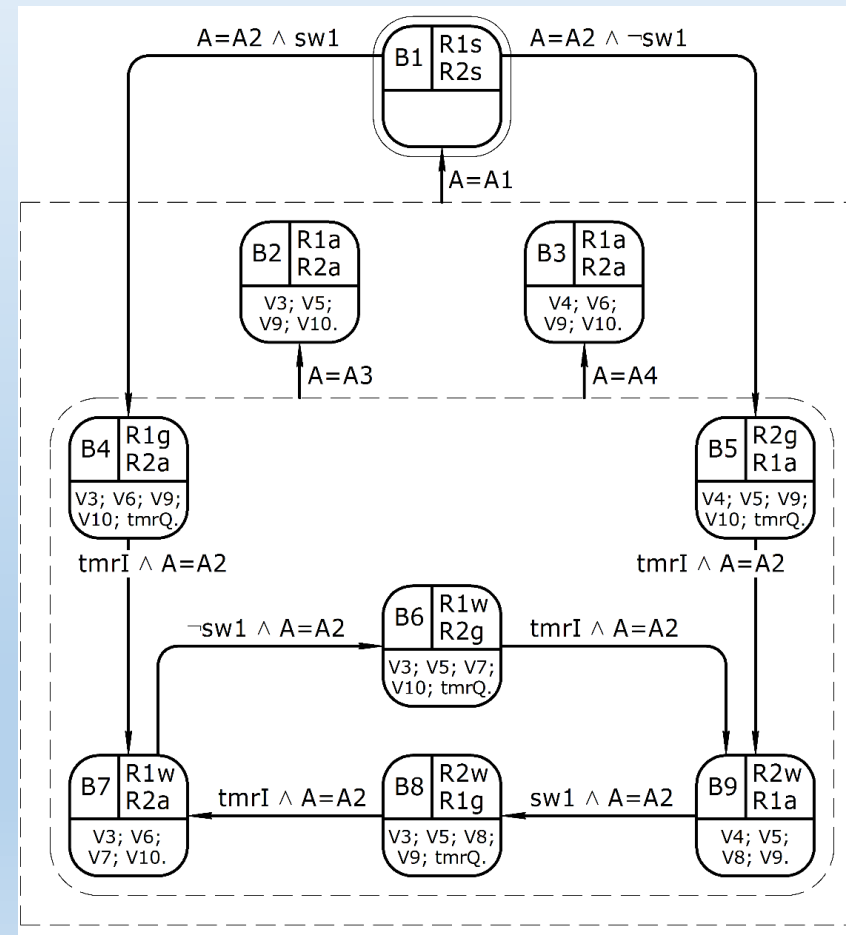 A=A2 ∧ sw1
B1
R1s
R2s
A=A2 ∧ ¬sw1
A=A1
B2
R1a
R2a
V3; V5;
V9; V10.
B3
R1a
R2a
V4; V6;
V9; V10.
A=A3
A=A4
B4
R1g
R2a
V3; V6; V9;
V10; tmrQ.
B5
R2g
R1a
V4; V5; V9;
V10; tmrQ.
tmrI ∧ A=A2
tmrI ∧ A=A2
¬sw1 ∧ A=A2
B6
R1w
R2g
V3; V5; V7;
V10; tmrQ.
tmrI ∧ A=A2
B7
R1w
R2a
V3; V6;
V7; V10.
tmrI ∧ A=A2
B8
R2w
R1g
V3; V5; V8;
V9; tmrQ.
sw1 ∧ A=A2
B9
R2w
R1a
V4; V5;
V8; V9.